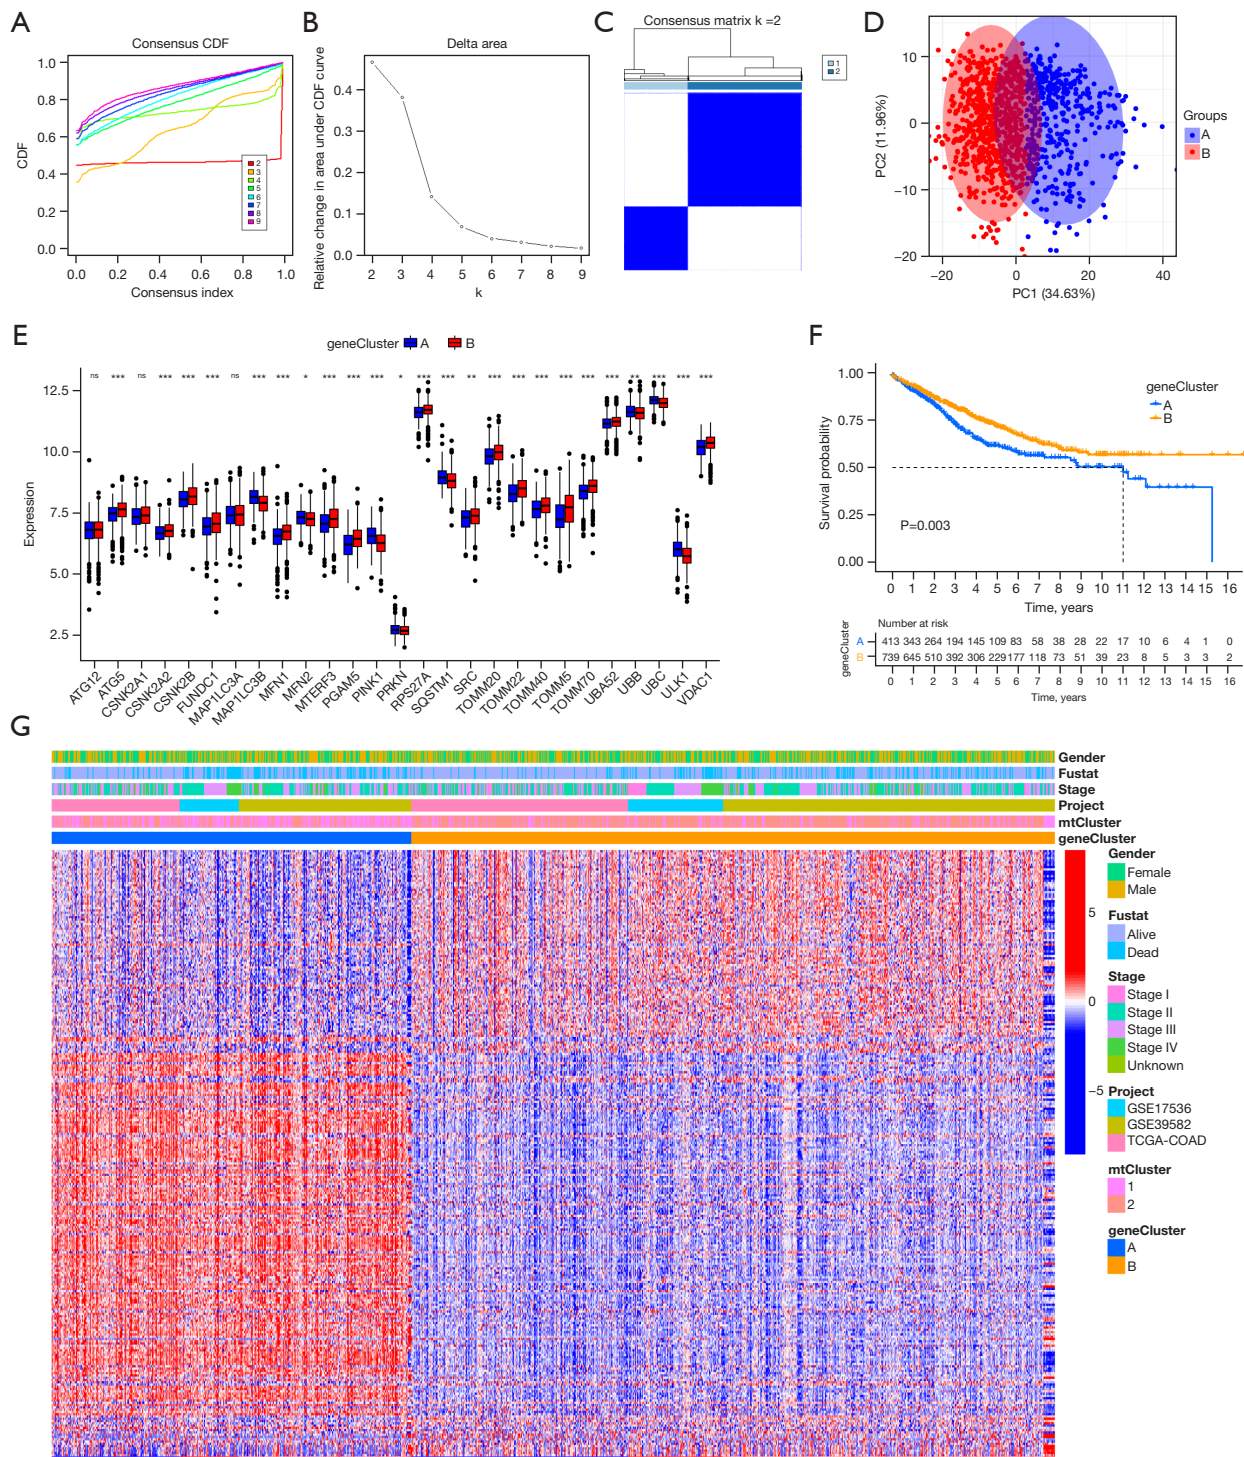 A
Consensus CDF
1.0
0.8
0.6
0.4
0.2
0.0
CDF
2
3
4
5
6
7
8
9
0.0 0.2 0.4 0.6 0.8 1.0
Consensus index
B
Delta area
Relative change in area under CDF curve
0.4
0.3
0.2
0.1
0.0
2 3 4 5 6 7 8 9
k
C
Consensus matrix k =2
1
2
D
PC2 (11.96%)
10
0
−10
−20
−20 0 20 40
PC1 (34.63%)
Groups
A
B
E
geneCluster A B
ns *** ns *** *** *** ns *** *** * *** *** *** * *** *** ** *** *** *** *** *** *** ** *** *** ***
Expression
12.5
10.0
7.5
5.0
2.5
ATG12
ATG5
CSNK2A1
CSNK2A2
CSNK2B
FUNDC1
MAP1LC3A
MAP1LC3B
MFN1
MFN2
MTERF3
PGAM5
PINK1
PRKN
RPS27A
SQSTM1
SRC
TOMM20
TOMM22
TOMM40
TOMM5
TOMM70
UBA52
UBB
UBC
ULK1
VDAC1
F
Survival probability
1.00
0.75
0.50
0.25
0.00
geneCluster
A
B
P=0.003
0 1 2 3 4 5 6 7 8 9 10 11 12 13 14 15 16
Time, years
Number at risk
geneCluster
A 413 343 264 194 145 109 83 58 38 28 22 17 10 6 4 1 0
B 739 645 510 392 306 229 177 118 73 51 39 23 8 5 3 3 2
0 1 2 3 4 5 6 7 8 9 10 11 12 13 14 15 16
Time, years
G
Gender
Fustat
Stage
Project
mtCluster
geneCluster
5
0
−5
Gender
Female
Male
Fustat
Alive
Dead
Stage
Stage I
Stage II
Stage III
Stage IV
Unknown
Project
GSE17536
GSE39582
TCGA-COAD
mtCluster
1
2
geneCluster
A
B